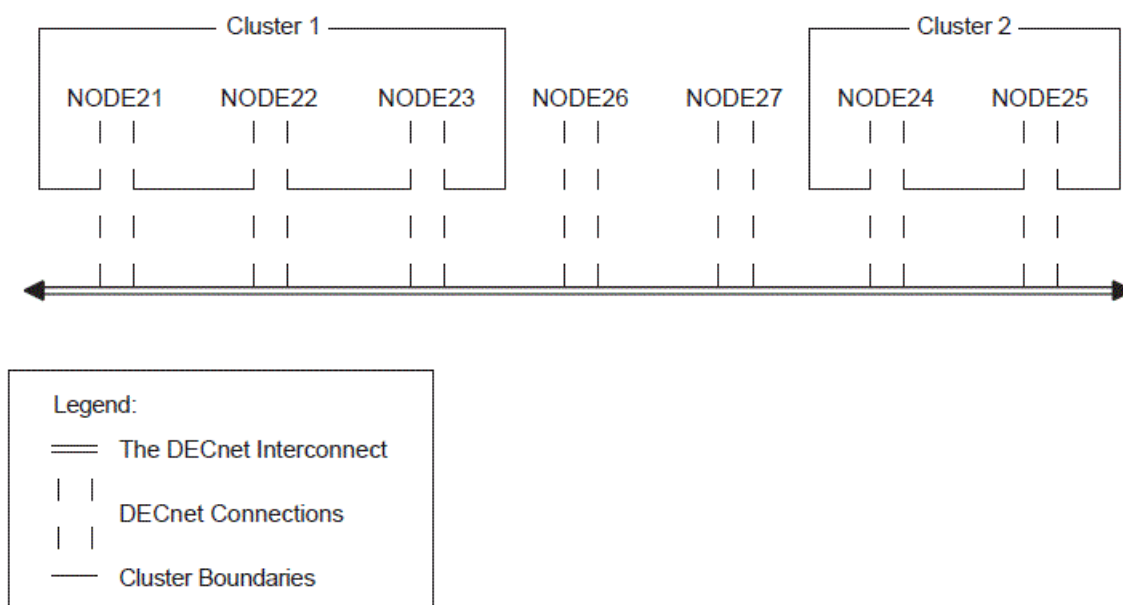 Cluster 1
Cluster 2
NODE21 NODE22 NODE23 NODE26 NODE27 NODE24 NODE25
Legend:
The DECnet Interconnect
DECnet Connections
Cluster Boundaries